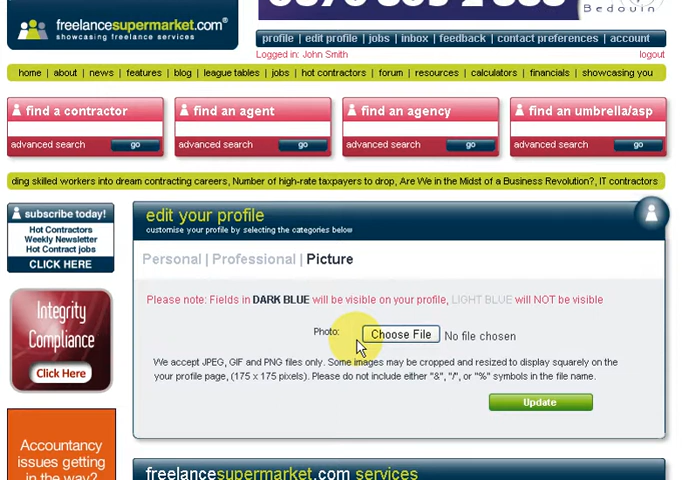 Bedouin
freelancesupermarket.com®
showcasing freelance services
profile | edit profile | jobs | inbox | feedback | contact preferences | account
Logged in: John Smith
logout
home | about | news | features | blog | league tables | jobs | hot contractors | forum | resources | calculators | financials | showcasing you
find a contractor
find an agent
find an agency
find an umbrella/asp
advanced search go
advanced search go
advanced search go
advanced search go
ding skilled workers into dream contracting careers, Number of high-rate taxpayers to drop, Are We in the Midst of a Business Revolution?, IT contractors
subscribe today!
Hot Contractors
Weekly Newsletter
Hot Contract jobs
CLICK HERE
edit your profile
customise your profile by selecting the categories below
Personal | Professional | Picture
Please note: Fields in DARK BLUE will be visible on your profile, LIGHT BLUE will NOT be visible
Integrity
Compliance
Click Here
Photo: Choose File No file chosen
We accept JPEG, GIF and PNG files only. Some images may be cropped and resized to display squarely on the
your profile page, (175 x 175 pixels). Please do not include either "&", "/", or "%" symbols in the file name.
Update
Accountancy
issues getting
in the way?
freelancesupermarket.com services